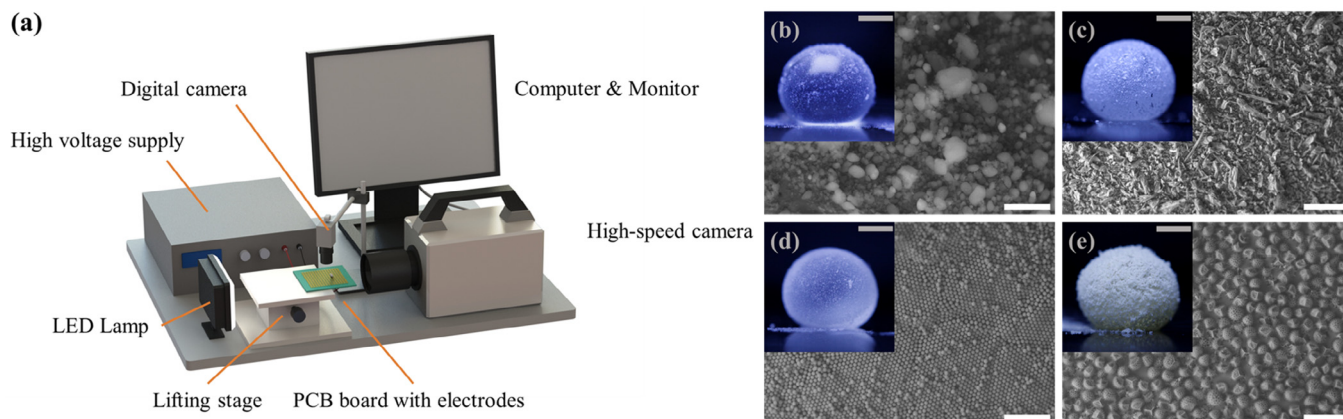 (a)
Digital camera
Computer & Monitor
High voltage supply
High-speed camera
LED Lamp
Lifting stage
PCB board with electrodes
(b)
(c)
(d)
(e)